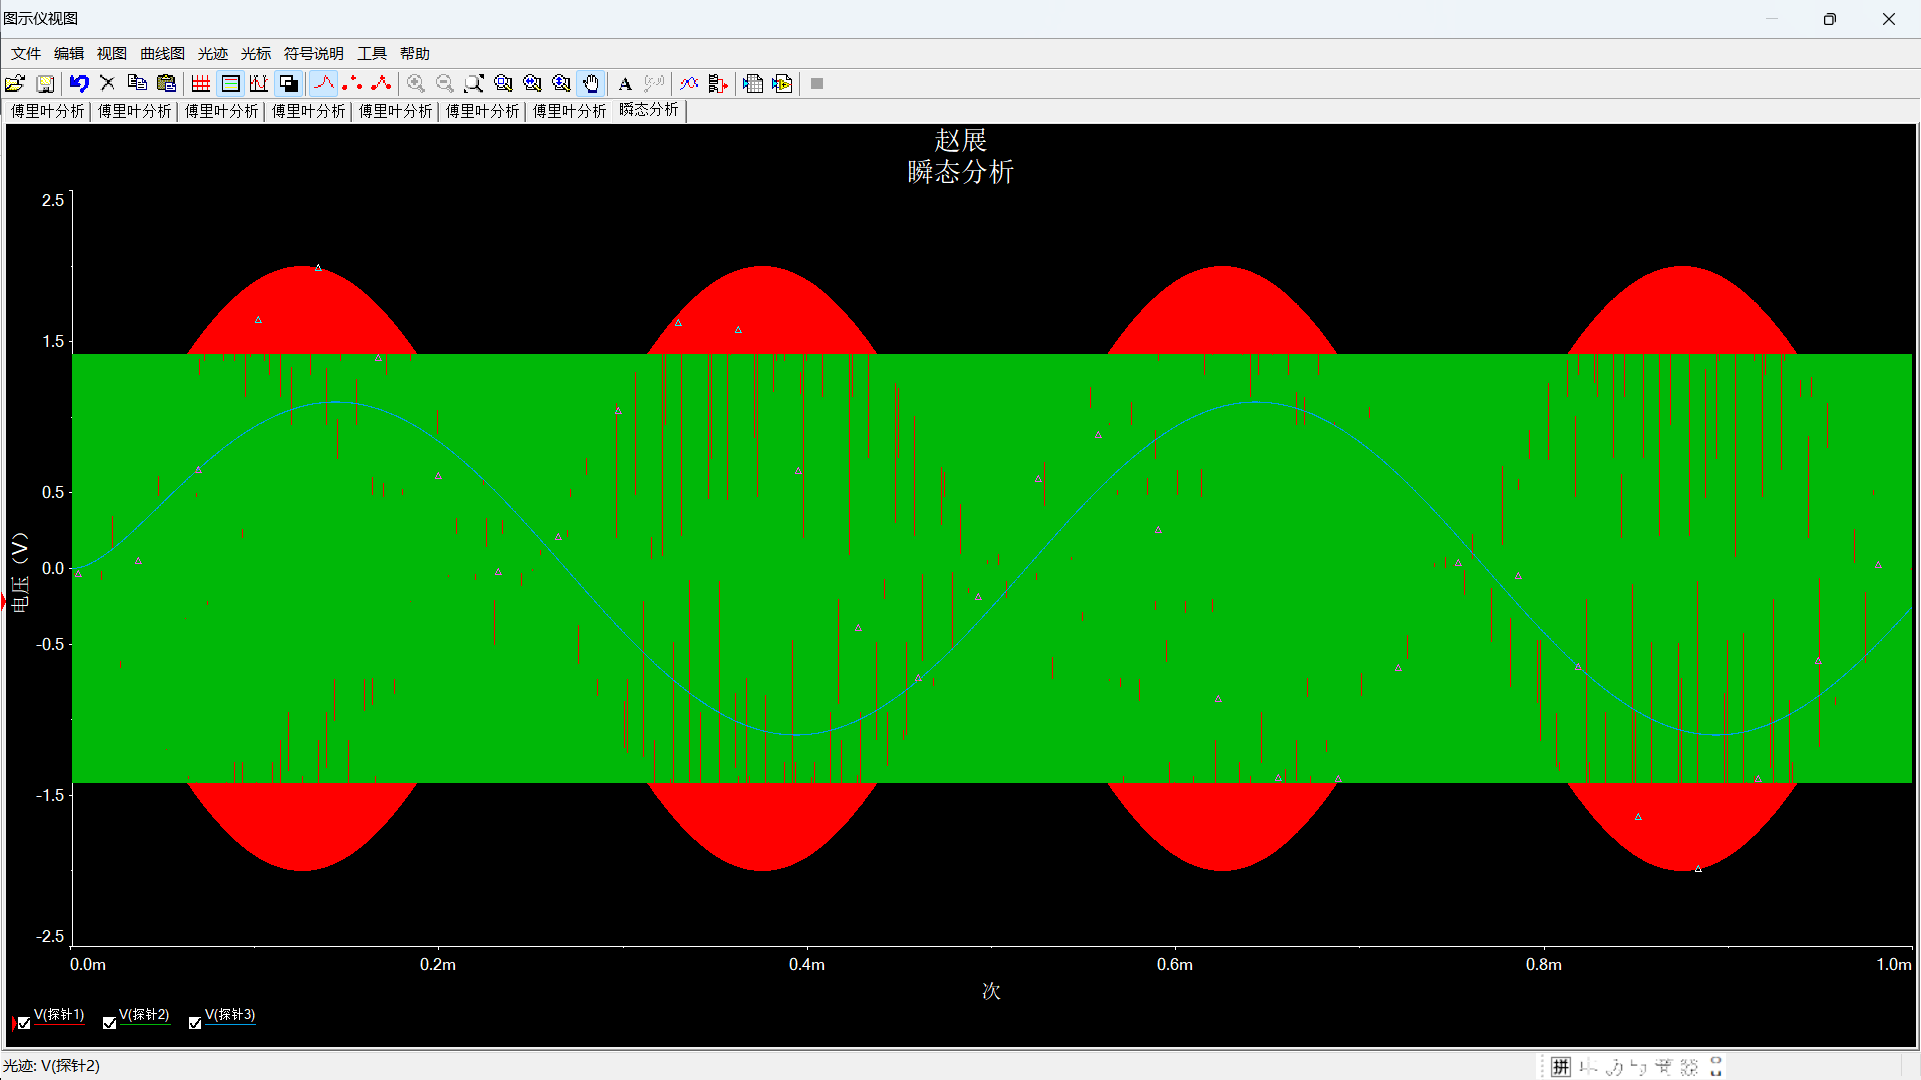 图示仪视图
文件 编辑 视图 曲线图 光迹 光标 符号说明 工具 帮助
傅里叶分析 傅里叶分析 傅里叶分析 傅里叶分析 傅里叶分析 傅里叶分析 傅里叶分析 瞬态分析
赵展
瞬态分析
2.5
1.5
0.5
0.0
-0.5
-1.5
-2.5
电压（V）
0.0m 0.2m 0.4m 0.6m 0.8m 1.0m
次
V(探针1) V(探针2) V(探针3)
光迹: V(探针2)
拼